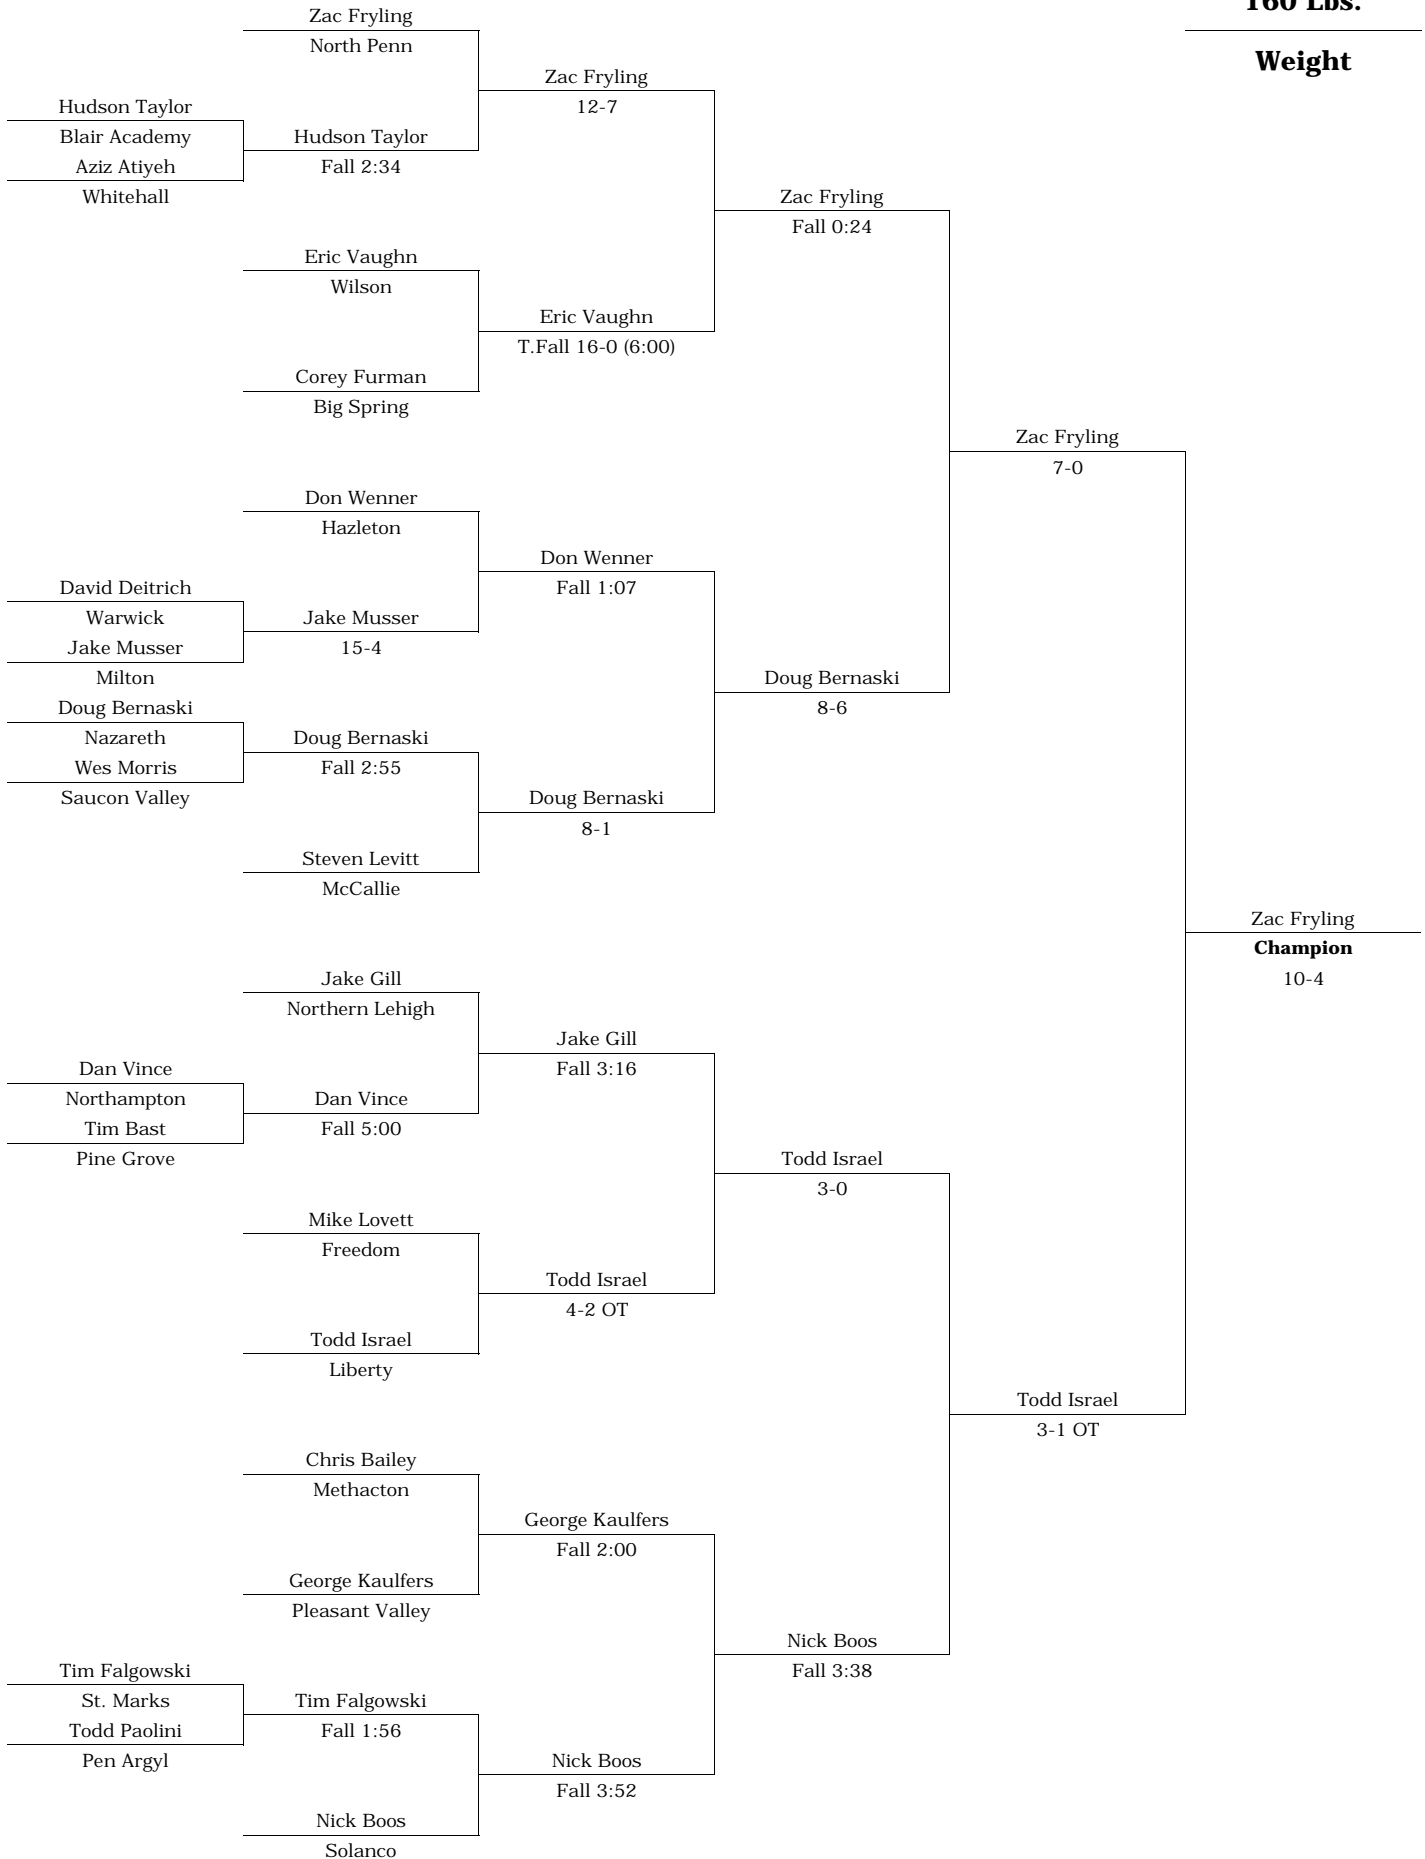 160 Lbs.
Weight
Zac Fryling
North Penn
Zac Fryling
12-7
Hudson Taylor
Blair Academy
Aziz Atiyeh
Whitehall
Hudson Taylor
Fall 2:34
Zac Fryling
Fall 0:24
Eric Vaughn
Wilson
Eric Vaughn
T.Fall 16-0 (6:00)
Corey Furman
Big Spring
Zac Fryling
7-0
Don Wenner
Hazleton
Don Wenner
Fall 1:07
David Deitrich
Warwick
Jake Musser
Milton
Jake Musser
15-4
Doug Bernaski
8-6
Doug Bernaski
Nazareth
Wes Morris
Saucon Valley
Doug Bernaski
Fall 2:55
Doug Bernaski
8-1
Steven Levitt
McCallie
Zac Fryling
Champion
10-4
Jake Gill
Northern Lehigh
Jake Gill
Fall 3:16
Dan Vince
Northampton
Tim Bast
Pine Grove
Dan Vince
Fall 5:00
Todd Israel
3-0
Mike Lovett
Freedom
Todd Israel
4-2 OT
Todd Israel
Liberty
Todd Israel
3-1 OT
Chris Bailey
Methacton
George Kaulfers
Fall 2:00
George Kaulfers
Pleasant Valley
Nick Boos
Fall 3:38
Tim Falgowski
St. Marks
Todd Paolini
Pen Argyl
Tim Falgowski
Fall 1:56
Nick Boos
Fall 3:52
Nick Boos
Solanco